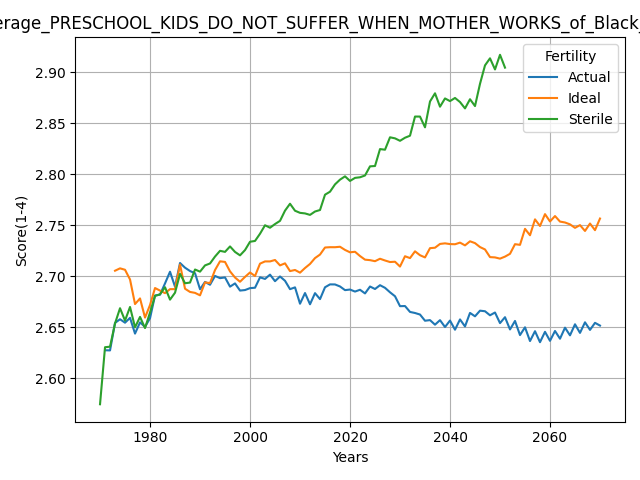 PRESCHOOL_KIDS_DO_NOT_SUFFER_WHEN_MOTHER_WORKS_of_Black_
Fertility
Actual
Ideal
Sterile
Score(1-4)
2.90
2.85
2.80
2.75
2.70
2.65
2.60
1980 2000 2020 2040 2060
Years